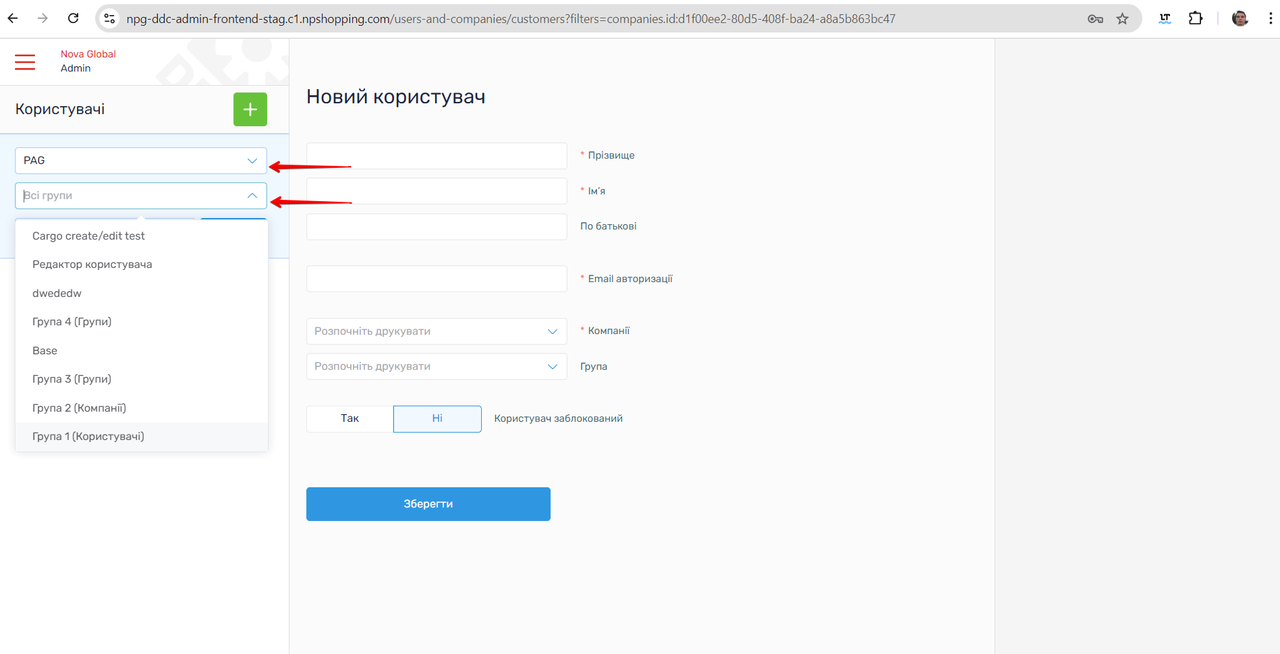 npg-ddc-admin-frontend-stag.c1.npshopping.com/users-and-companies/customers?filters=companies.id:d1f00ee2-80d5-408f-ba24-a8a5b863bc47
LT
Nova Global
Admin
Користувачі
+
PAG
Всі групи
Cargo create/edit test
Редактор користувача
dwededw
Група 4 (Групи)
Base
Група 3 (Групи)
Група 2 (Компанії)
Група 1 (Користувачі)
Новий користувач
* Прізвище
* Ім'я
По батькові
* Email авторизації
Розпочніть друкувати * Компанії
Розпочніть друкувати Група
Так Ні Користувач заблокований
Зберегти